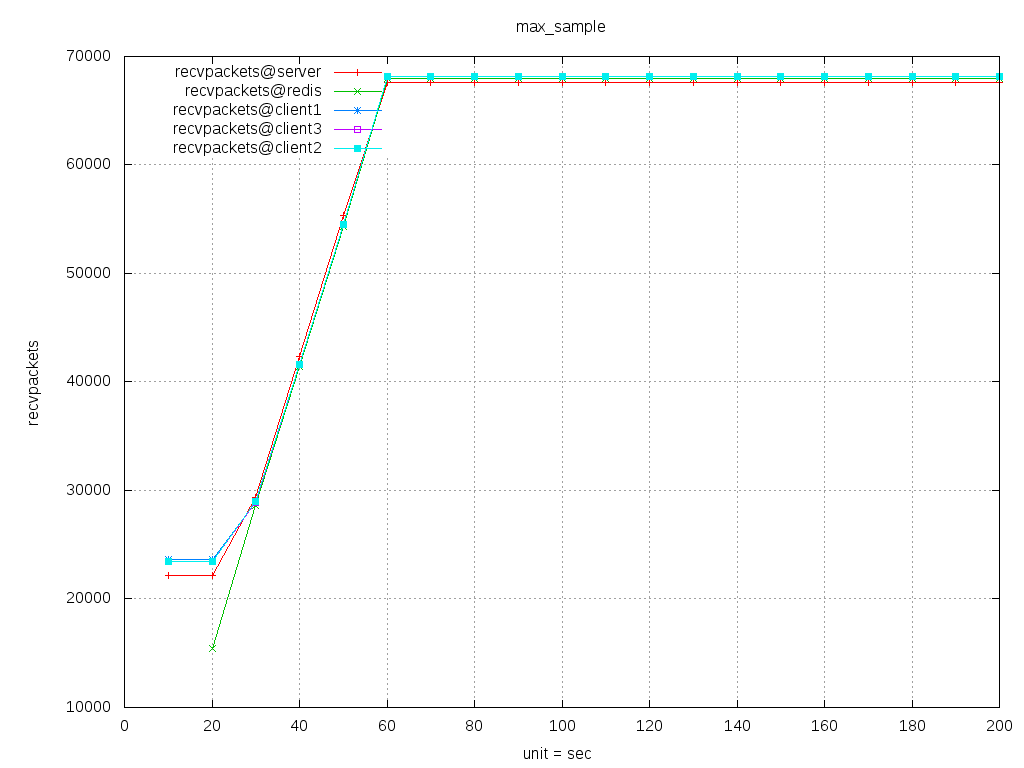 max_sample
70000
60000
50000
40000
30000
20000
10000
recvpackets
recvpackets@server
recvpackets@redis
recvpackets@client1
recvpackets@client3
recvpackets@client2
0 20 40 60 80 100 120 140 160 180 200
unit = sec